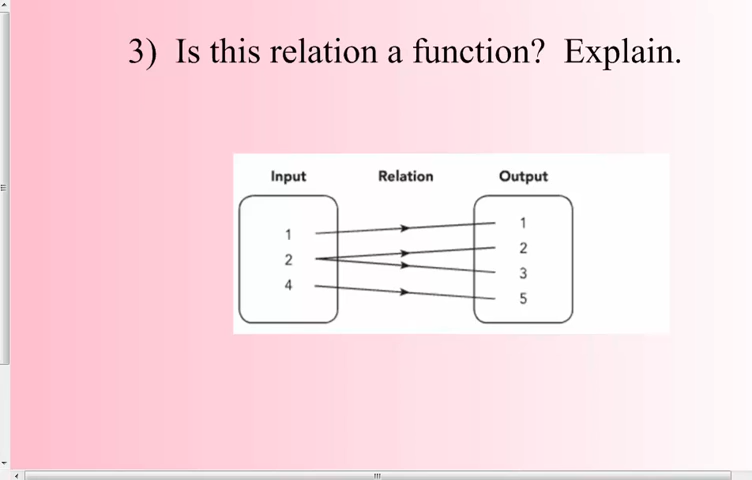 3)  Is this relation a function?  Explain.
Input Relation Output
1 1
2 2
4 3
5